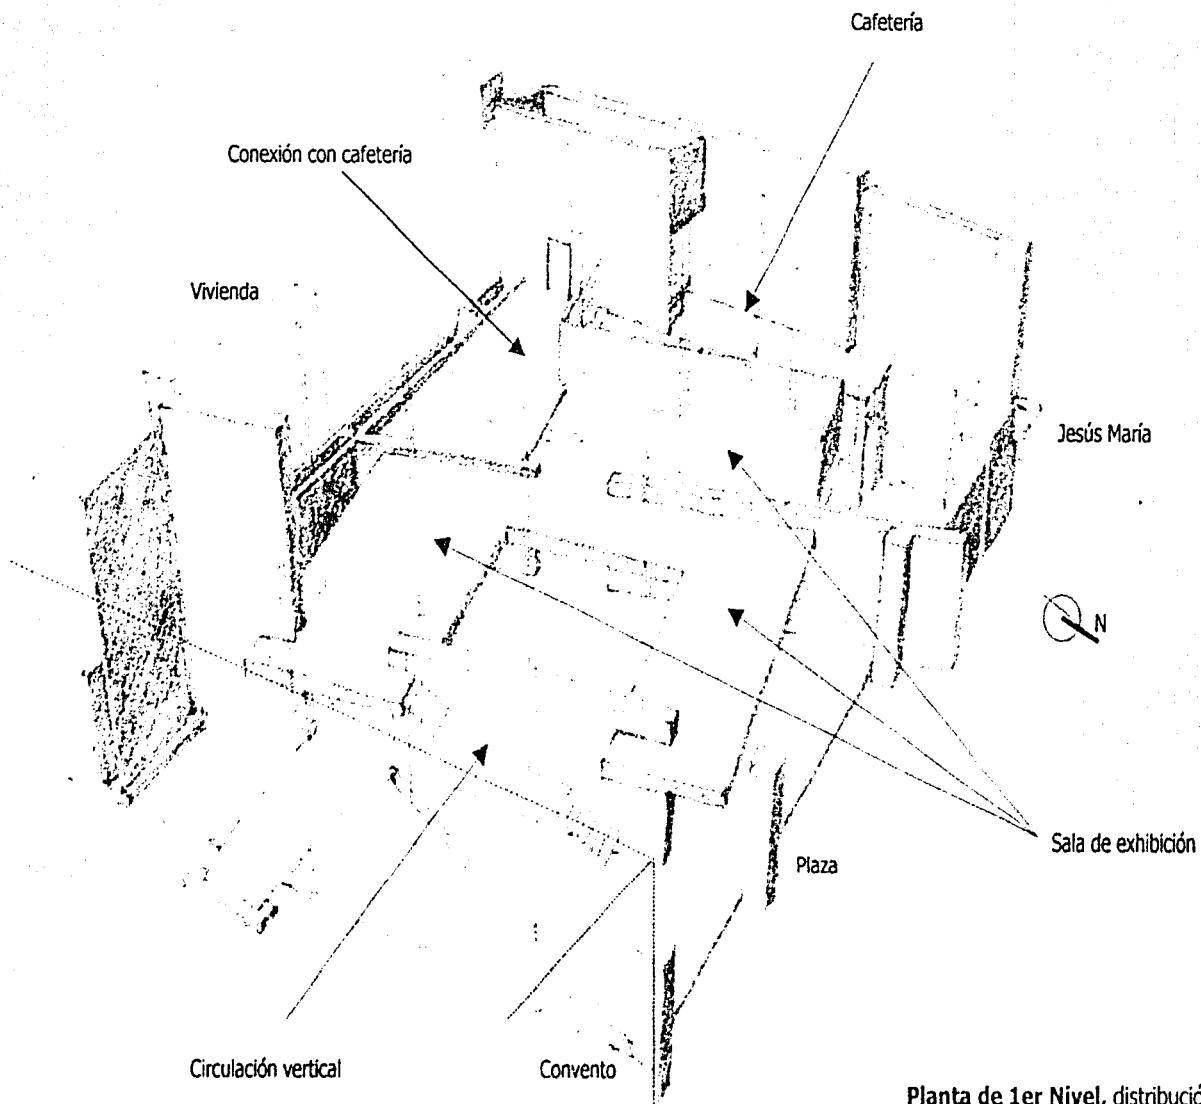 Cafetería
Conexión con cafetería
Vivienda
Jesús María
N
Sala de exhibición
Plaza
Circulación vertical
Convento
Planta de 1er Nivel, distribució